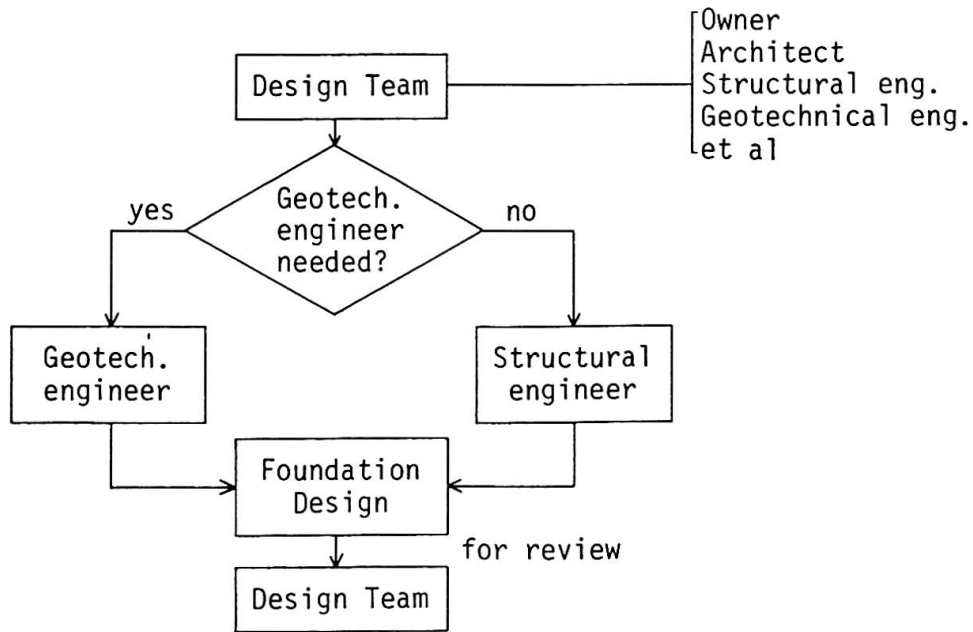 Owner
Architect
Structural eng.
Geotechnical eng.
et al
Design Team
Geotech.
engineer
needed?
yes
no
Geotech.
engineer
Structural
engineer
Foundation
Design
for review
Design Team